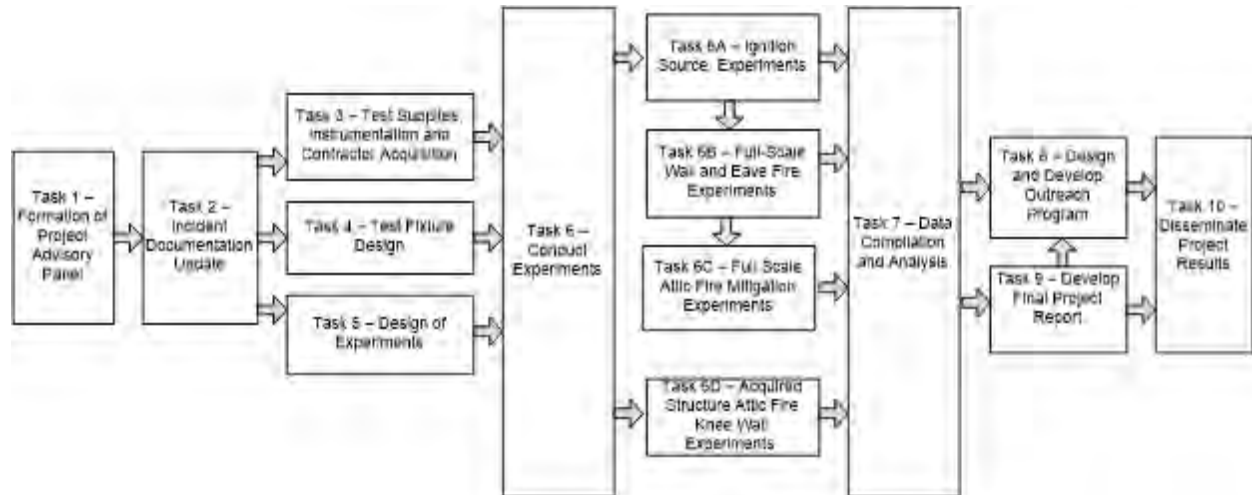 Task 1 –
Formation of
Project
Advisory
Panel
Task 2 –
Incident
Documentation
Update
Task 3 – Test Supplies
Instrumentation and
Contractor Acquisition
Task 4 – Test Fixture
Design
Task 5 – Design of
Experiments
Task 6 –
Conduct
Experiments
Task 6A – Ignition
Source Experiments
Task 6B – Full-Scale
Wall and Eave Fire
Experiments
Task 6C – Full Scale
Attic Fire Mitigation
Experiments
Task 6D – Acquired
Structure Attic Fire
Knee Wall
Experiments
Task 7 – Data
Compilation
and Analysis
Task 8 – Design
and Develop
Outreach
Program
Task 9 – Develop
Final Project
Report
Task 10 –
Disseminate
Project
Results